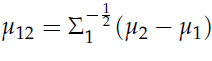 μ₁₂ = Σ₁^{-1/2} (μ₂ − μ₁)